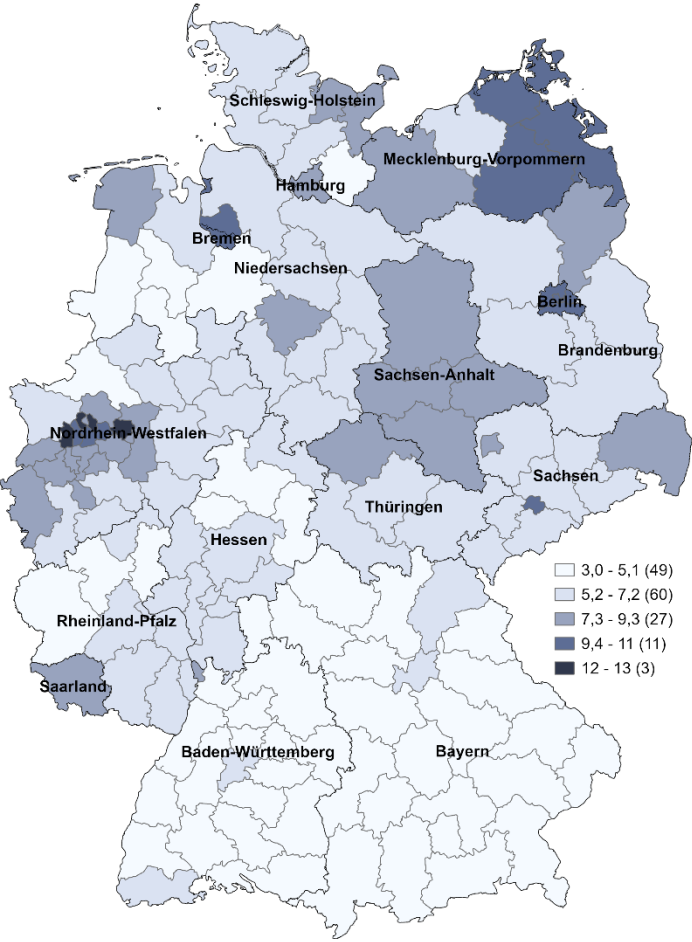 Schleswig-Holstein
Mecklenburg-Vorpommern
Hamburg
Bremen
Niedersachsen
Berlin
Brandenburg
Sachsen-Anhalt
Nordrhein-Westfalen
Sachsen
Thüringen
Hessen
3,0 - 5,1 (49)
5,2 - 7,2 (60)
7,3 - 9,3 (27)
9,4 - 11 (11)
12 - 13 (3)
Rheinland-Pfalz
Saarland
Baden-Württemberg
Bayern